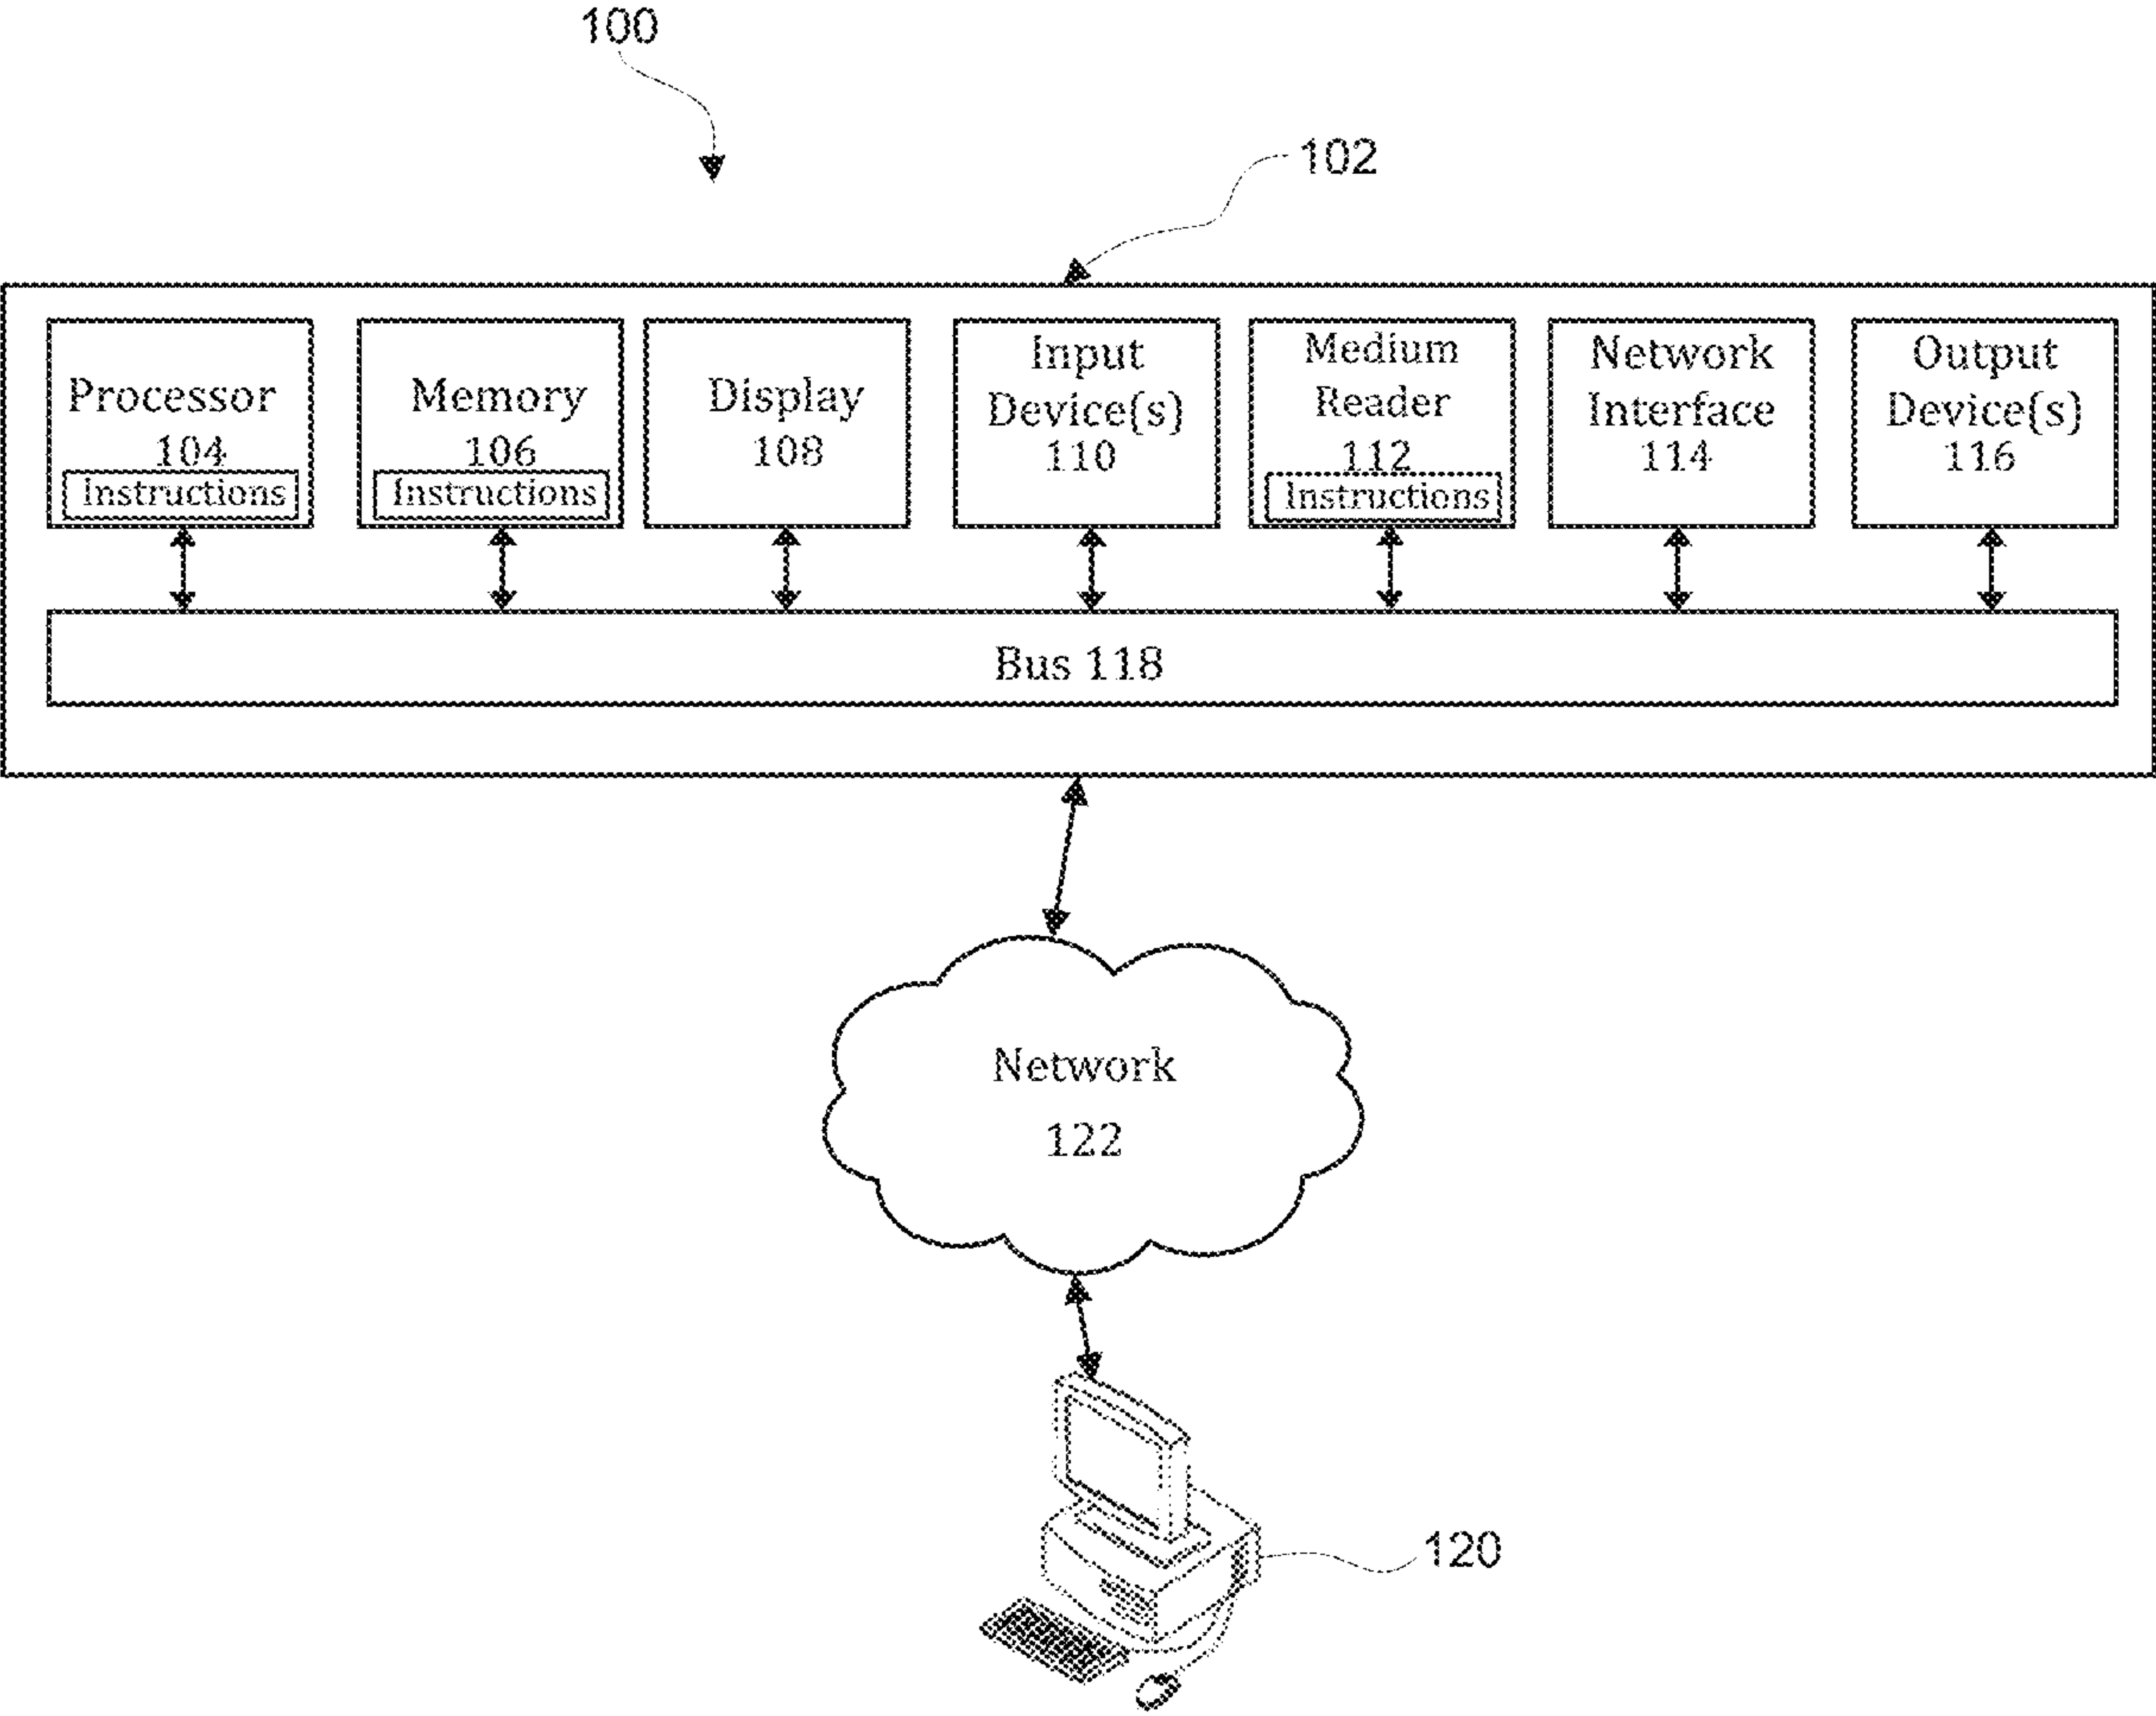 100
102
Processor
104
Instructions
Memory
106
Instructions
Display
108
Input
Device(s)
110
Medium
Reader
112
Instructions
Network
Interface
114
Output
Device(s)
116
Bus 118
Network
122
120